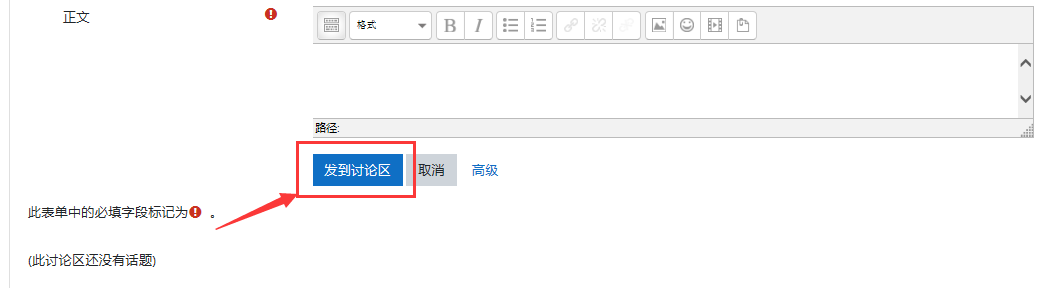 正文
格式 B I
路径:
发到讨论区 取消 高级
此表单中的必填字段标记为 。
(此讨论区还没有话题)